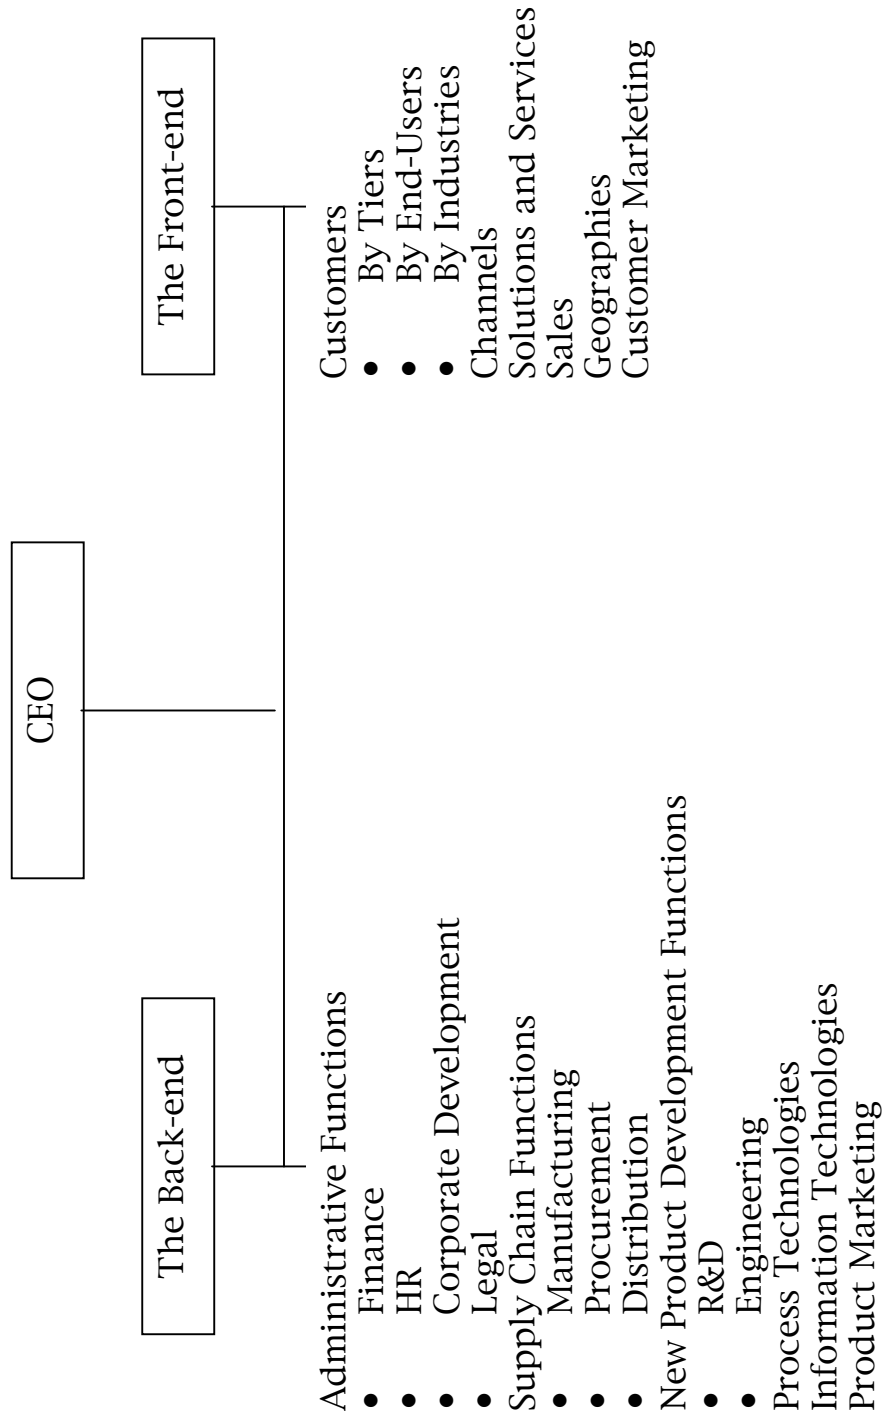 CEO
The Back-end
The Front-end
Administrative Functions
• Finance
• HR
• Corporate Development
• Legal
Supply Chain Functions
• Manufacturing
• Procurement
• Distribution
New Product Development Functions
• R&D
• Engineering
Process Technologies
Information Technologies
Product Marketing
Customers
• By Tiers
• By End-Users
• By Industries
Channels
Solutions and Services
Sales
Geographies
Customer Marketing